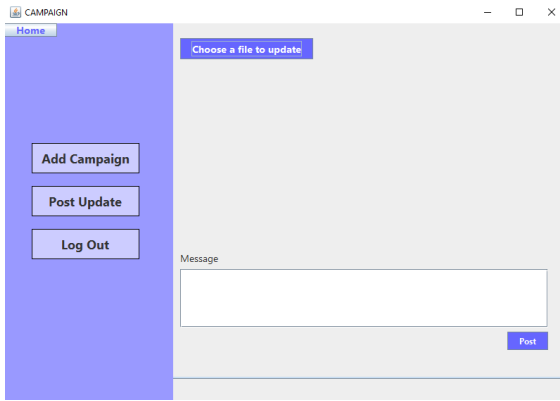 CAMPAIGN
Home
Choose a file to update
Add Campaign
Post Update
Log Out
Message
Post